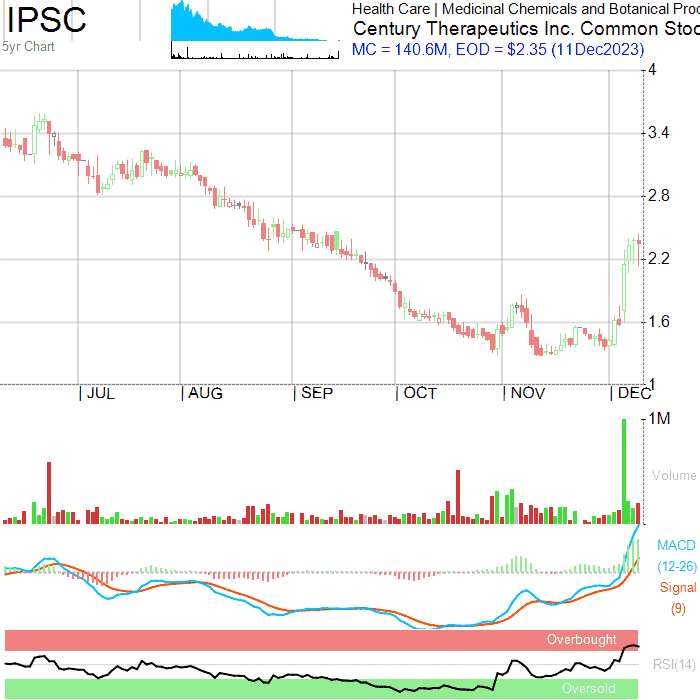 IPSC
5yr Chart
Health Care | Medicinal Chemicals and Botanical Proc
Century Therapeutics Inc. Common Stoc
MC = 140.6M, EOD = $2.35 (11Dec2023)
4
3.4
2.8
2.2
1.6
1
| JUL | AUG | SEP | OCT | NOV | DEC
1M
Volume
MACD
(12-26)
Signal
(9)
Overbought
RSI(14)
Oversold